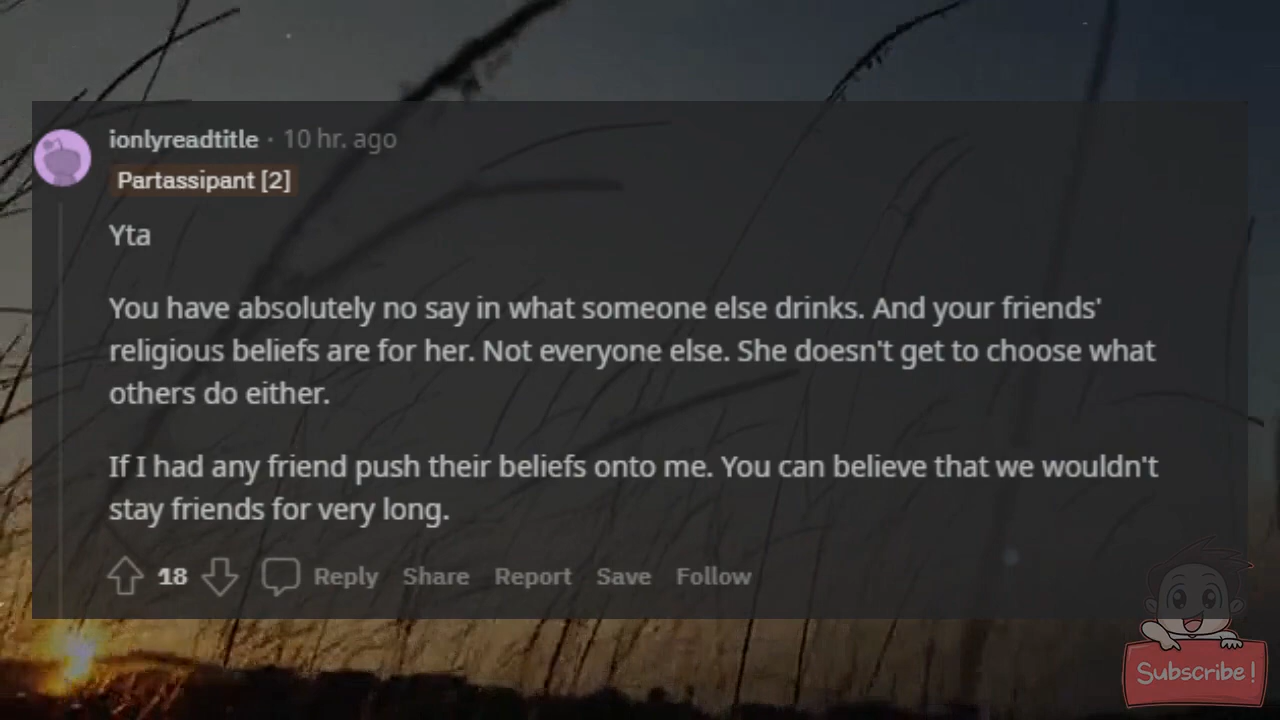 ionlyreadtitle · 10 hr. ago
Partassipant [2]
Yta
You have absolutely no say in what someone else drinks. And your friends'
religious beliefs are for her. Not everyone else. She doesn't get to choose what
others do either.
If I had any friend push their beliefs onto me. You can believe that we wouldn't
stay friends for very long.
18 Reply Share Report Save Follow
Subscribe!